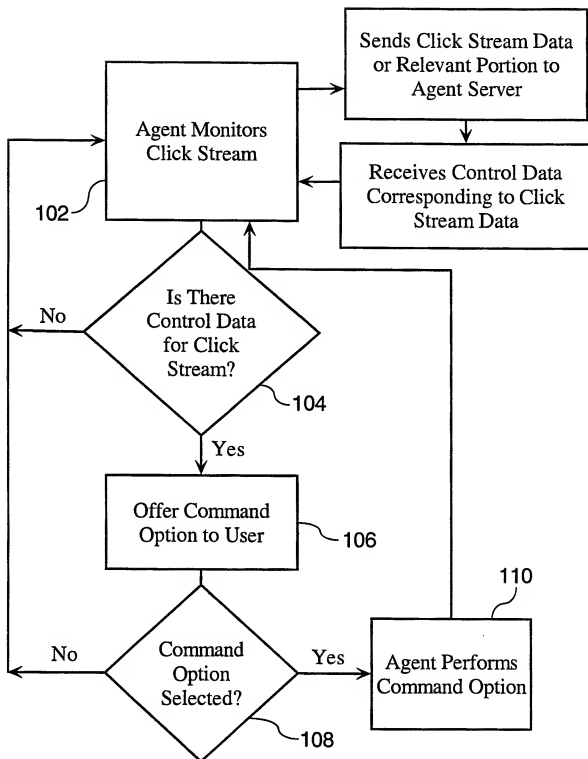 Sends Click Stream Data
or Relevant Portion to
Agent Server
Agent Monitors
Click Stream
102
Receives Control Data
Corresponding to Click
Stream Data
Is There
Control Data
for Click
Stream?
No
104
Yes
Offer Command
Option to User
106
110
Command
Option
Selected?
No
Yes
108
Agent Performs
Command Option